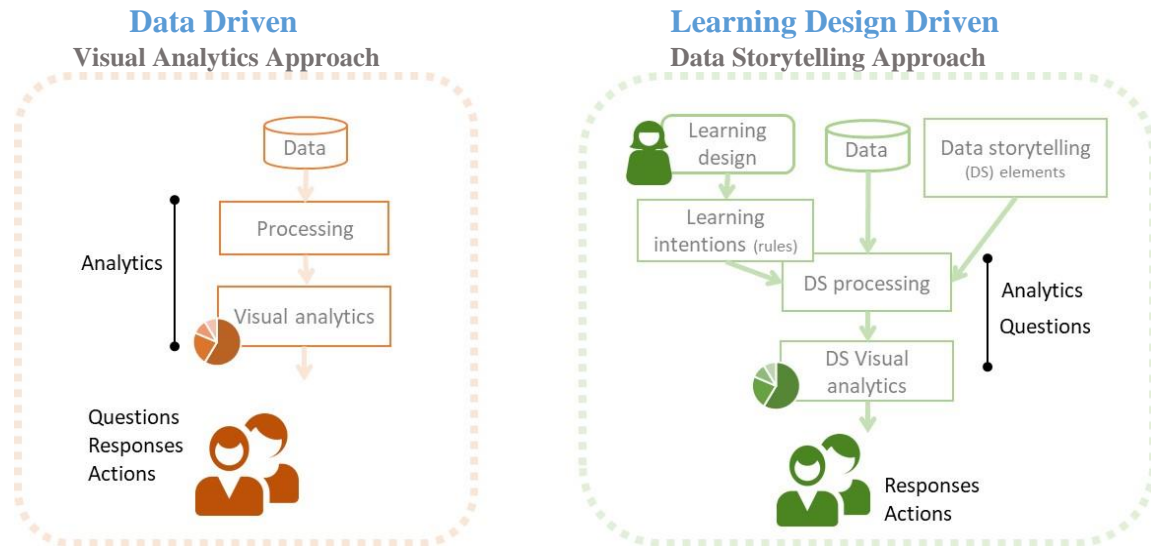 Data Driven
Visual Analytics Approach
Data
Processing
Analytics
Visual analytics
Questions
Responses
Actions
Learning Design Driven
Data Storytelling Approach
Learning
design
Data
Data storytelling
(DS) elements
Learning
intentions (rules)
DS processing
Analytics
Questions
DS Visual
analytics
Responses
Actions